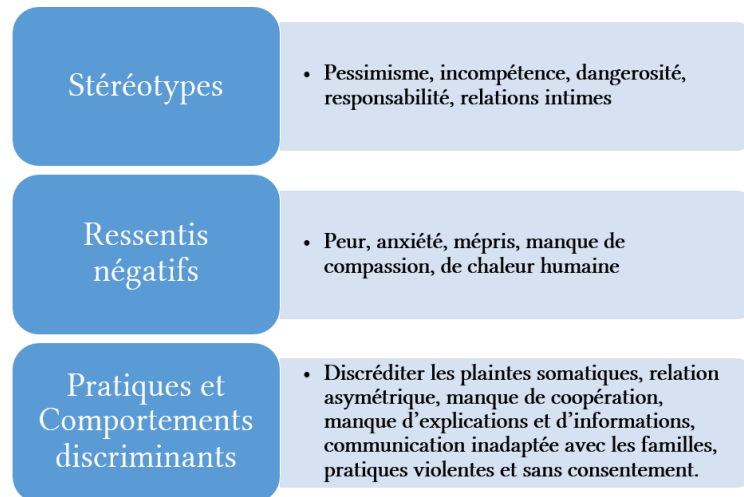 Stéréotypes
• Pessimisme, incompétence, dangerosité,
responsabilité, relations intimes
Ressentis
négatifs
• Peur, anxiété, mépris, manque de
compassion, de chaleur humaine
Pratiques et
Comportements
discriminants
• Discréditer les plaintes somatiques, relation
asymétrique, manque de coopération,
manque d’explications et d’informations,
communication inadaptée avec les familles,
pratiques violentes et sans consentement.